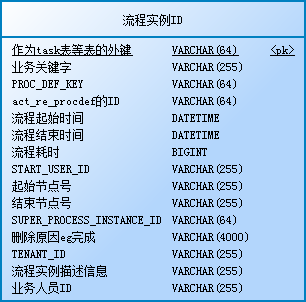 流程实例ID
作为task表等表的外键 VARCHAR(64) <pk>
业务关键字 VARCHAR(255)
PROC_DEF_KEY VARCHAR(64)
act_re_procdef的ID VARCHAR(64)
流程起始时间 DATETIME
流程结束时间 DATETIME
流程耗时 BIGINT
START_USER_ID VARCHAR(255)
起始节点号 VARCHAR(255)
结束节点号 VARCHAR(255)
SUPER_PROCESS_INSTANCE_ID VARCHAR(64)
删除原因eg完成 VARCHAR(4000)
TENANT_ID VARCHAR(255)
流程实例描述信息 VARCHAR(255)
业务人员ID VARCHAR(255)